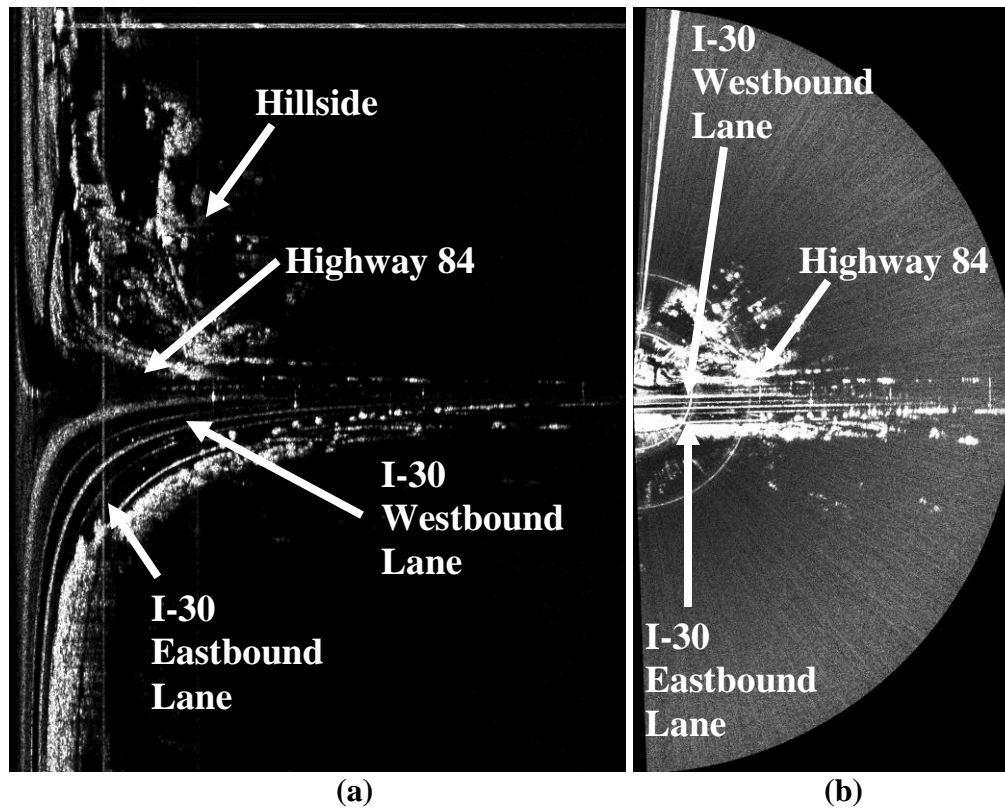 Hillside
Highway 84
I-30
Westbound
Lane
I-30
Eastbound
Lane
(a)
I-30
Westbound
Lane
Highway 84
I-30
Eastbound
Lane
(b)